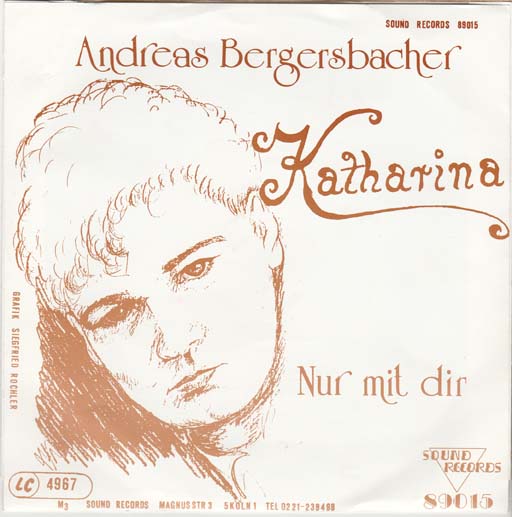 SOUND RECORDS 89015
Andreas Bergersbacher
Katharina
Nur mit dir
GRAFIK SIEGFRIED ROCHLER
SOUND
RECORDS
89015
LC 4967
M3 SOUND RECORDS MAGNUSSTR 3 5 KÖLN 1 TEL 0221-239498